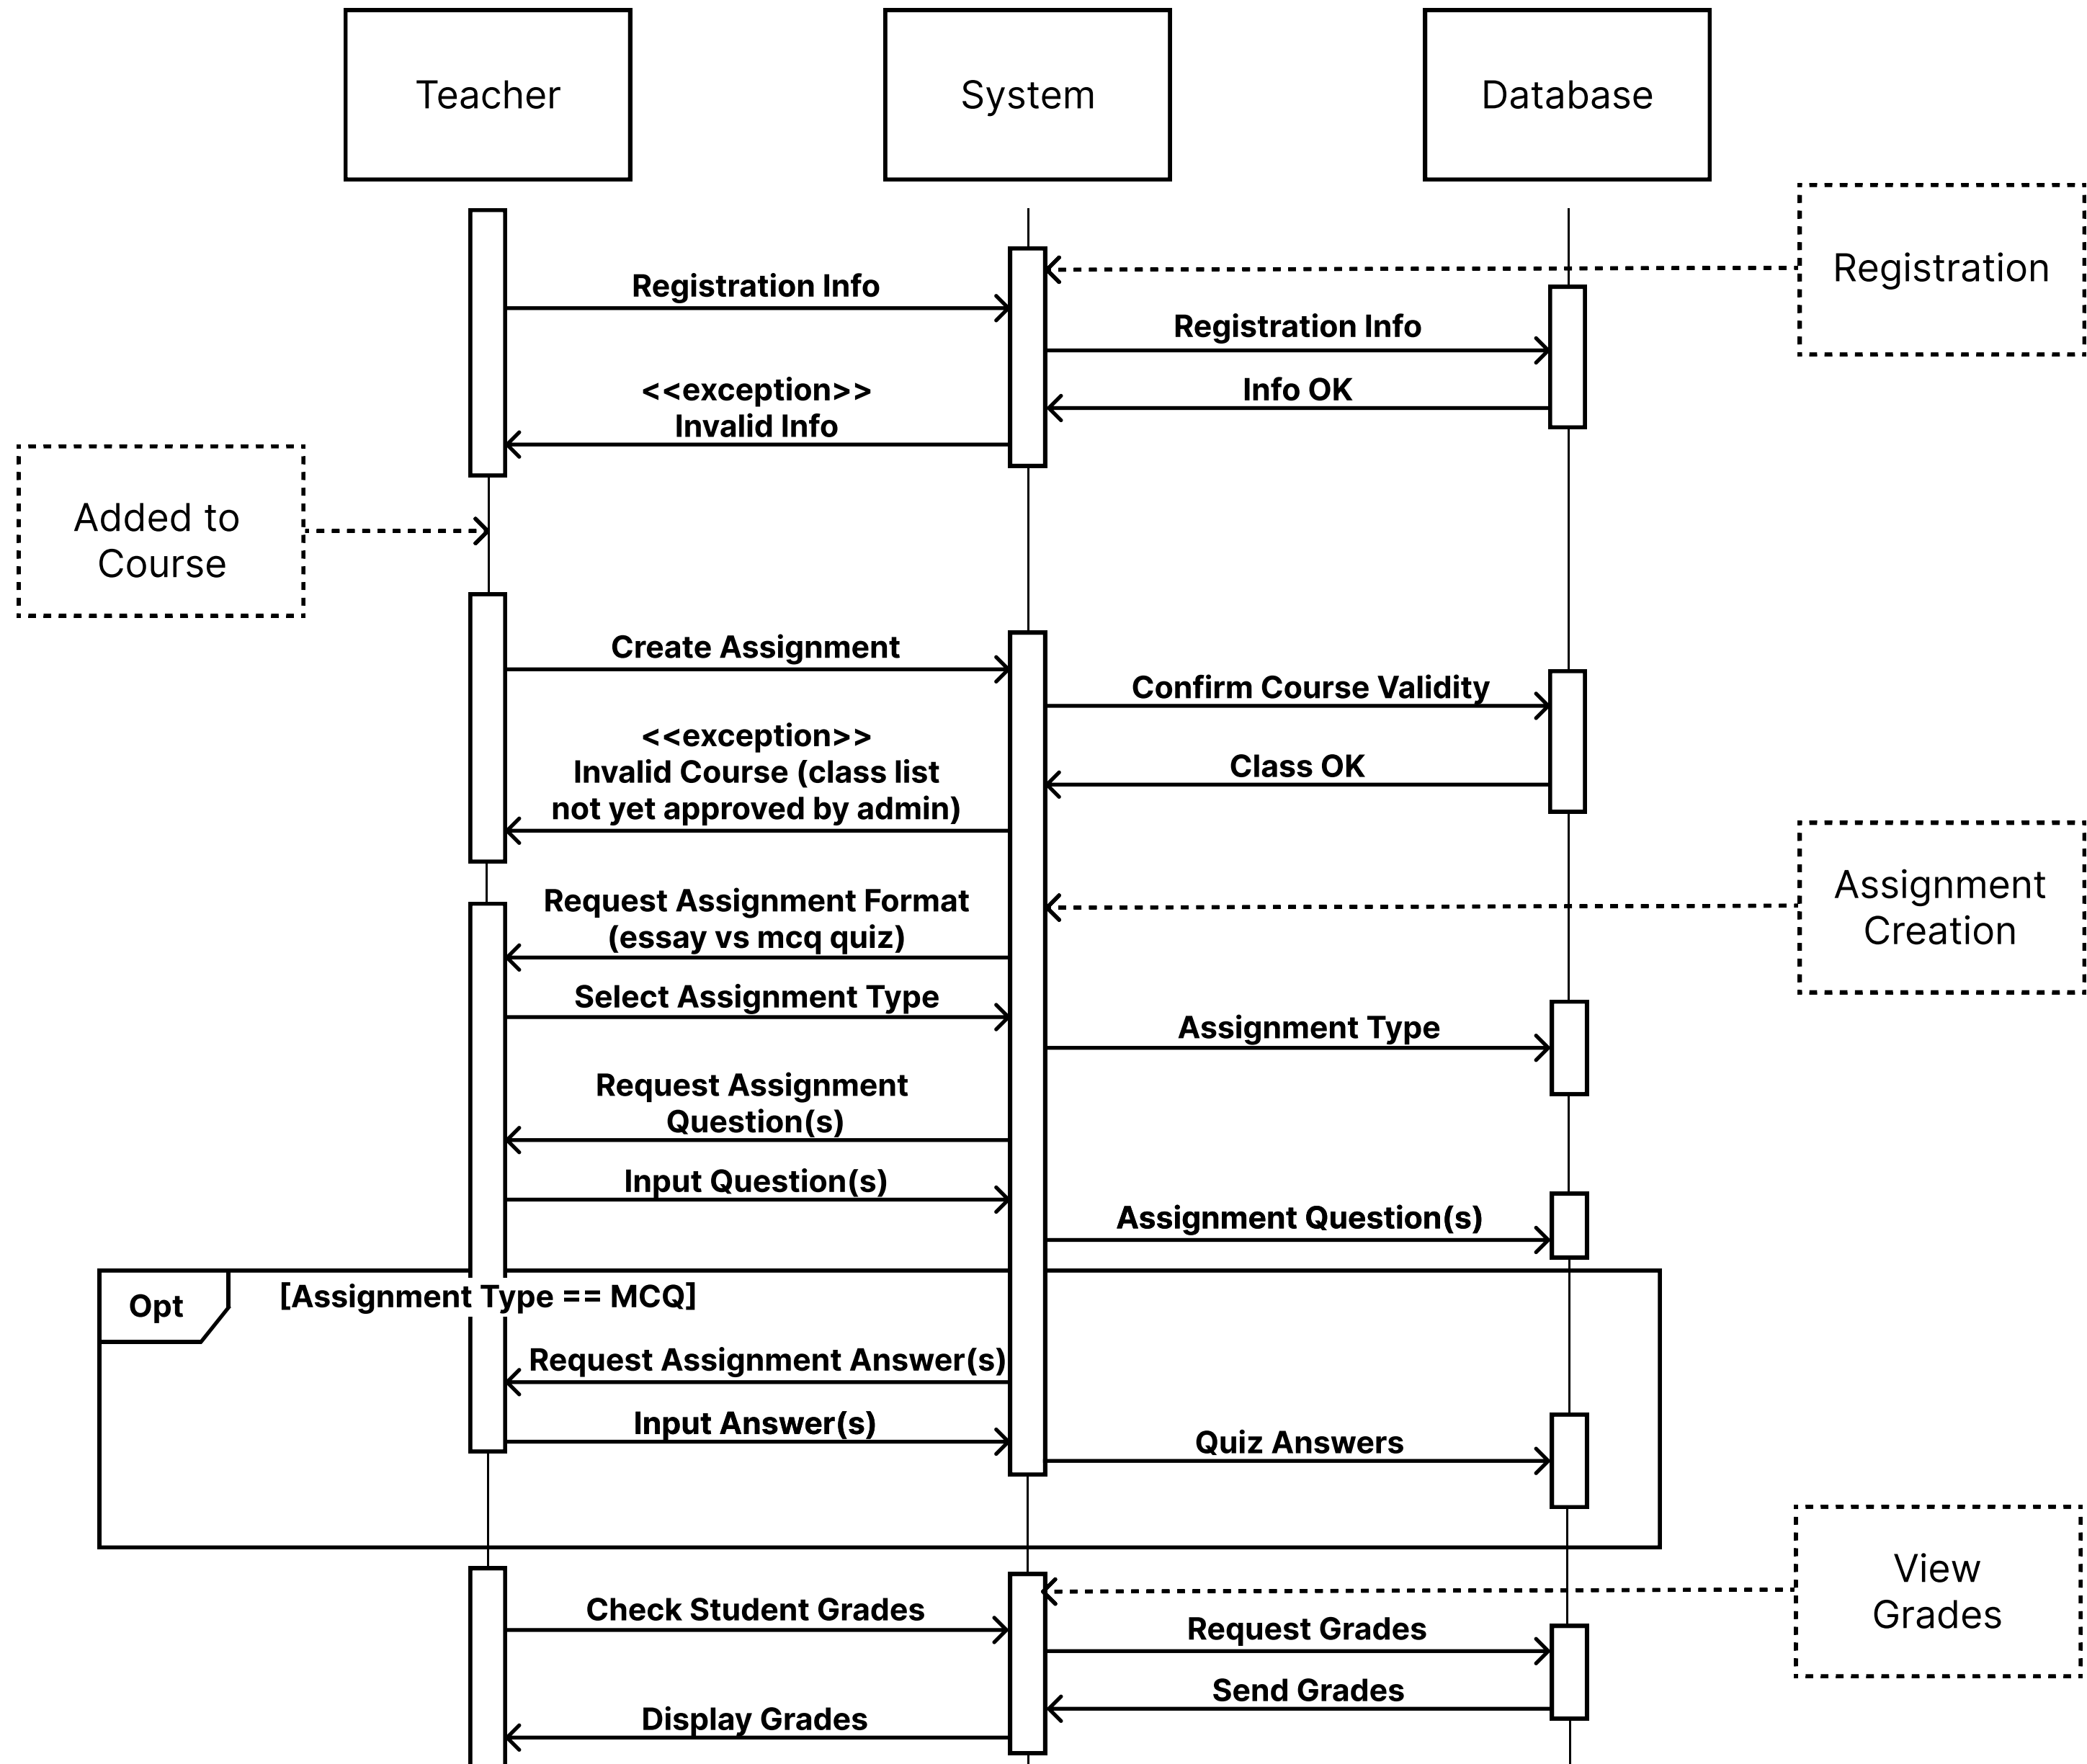 Teacher
System
Database
Registration
Registration Info
Registration Info
<<exception>>
Invalid Info
Info OK
Added to
Course
Create Assignment
Confirm Course Validity
<<exception>>
Invalid Course (class list
not yet approved by admin)
Class OK
Assignment
Creation
Request Assignment Format
(essay vs mcq quiz)
Select Assignment Type
Assignment Type
Request Assignment
Question(s)
Input Question(s)
Assignment Question(s)
Opt
[Assignment Type == MCQ]
Request Assignment Answer(s)
Input Answer(s)
Quiz Answers
View
Grades
Check Student Grades
Request Grades
Send Grades
Display Grades